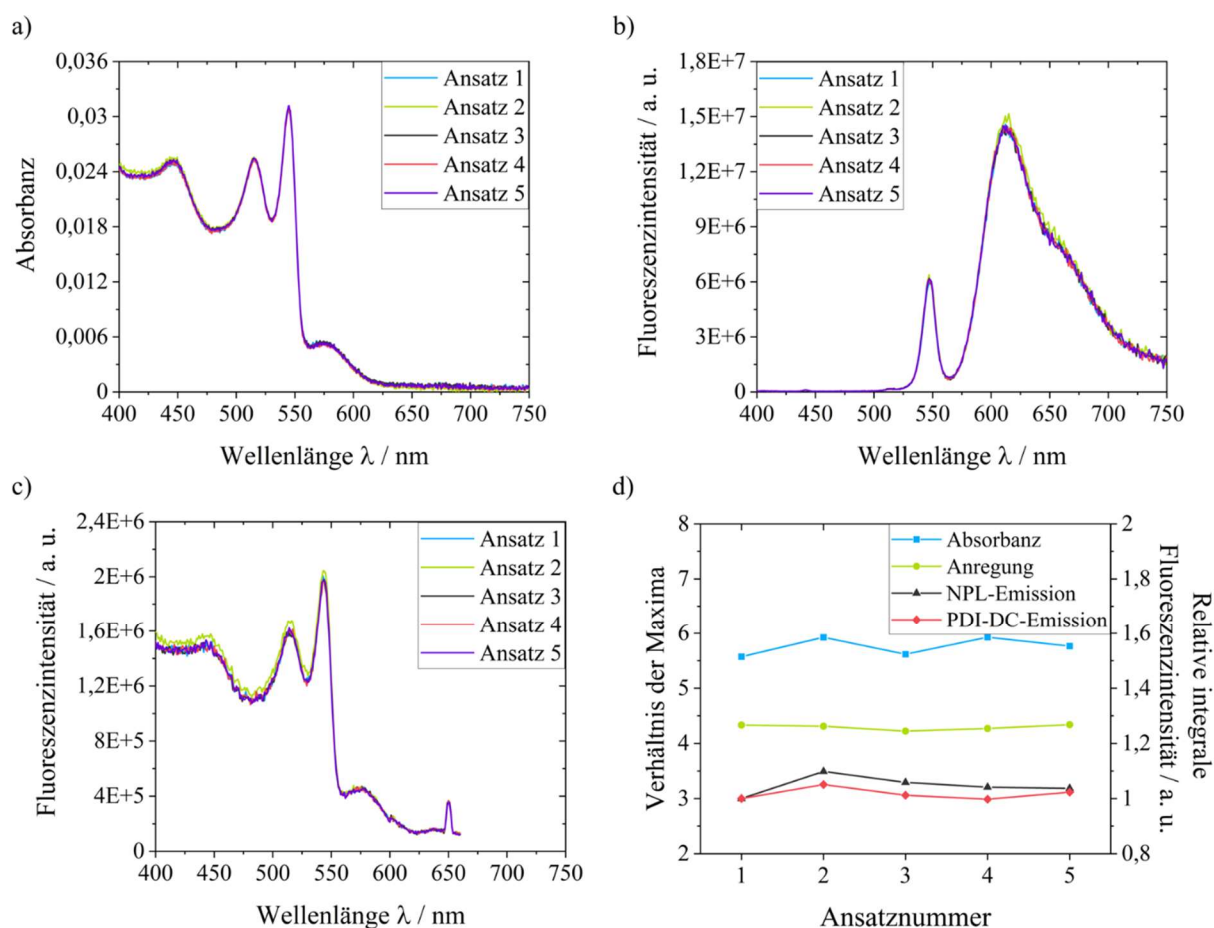 a)
0,036
0,03
0,024
0,018
0,012
0,006
0
Absorbanz
400 450 500 550 600 650 700 750
Wellenlänge λ / nm
Ansatz 1
Ansatz 2
Ansatz 3
Ansatz 4
Ansatz 5
b)
1,8E+7
1,5E+7
1,2E+7
9E+6
6E+6
3E+6
0
Fluoreszenzintensität / a. u.
400 450 500 550 600 650 700 750
Wellenlänge λ / nm
Ansatz 1
Ansatz 2
Ansatz 3
Ansatz 4
Ansatz 5
c)
2,4E+6
2E+6
1,6E+6
1,2E+6
8E+5
4E+5
0
Fluoreszenzintensität / a. u.
400 450 500 550 600 650 700 750
Wellenlänge λ / nm
Ansatz 1
Ansatz 2
Ansatz 3
Ansatz 4
Ansatz 5
d)
8
7
6
5
4
3
2
Verhältnis der Maxima
1 2 3 4 5
Ansatznummer
Absorbanz
Anregung
NPL-Emission
PDI-DC-Emission
2
1,8
1,6
1,4
1,2
1
0,8
Relative integrale
Fluoreszenzintensität / a. u.